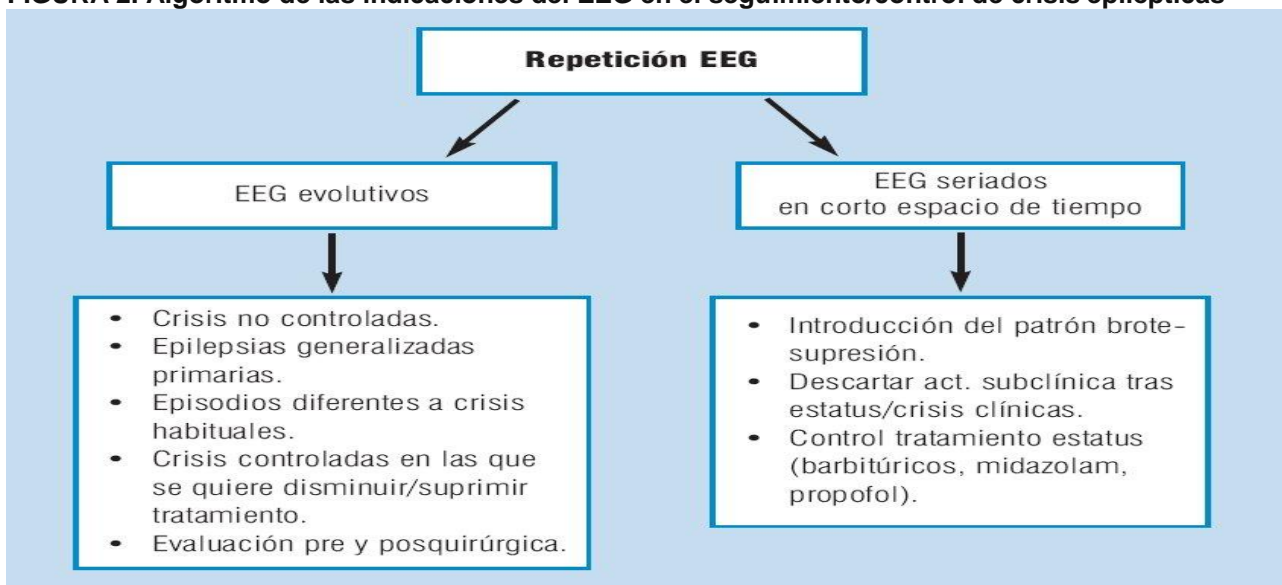 FIGURA 2. Algoritmo de las indicaciones del EEG en el seguimiento/control de crisis epilépticas
Repetición EEG
EEG evolutivos
EEG seriados
en corto espacio de tiempo
• Crisis no controladas.
• Epilepsias generalizadas
primarias.
• Episodios diferentes a crisis
habituales.
• Crisis controladas en las que
se quiere disminuir/suprimir
tratamiento.
• Evaluación pre y posquirúrgica.
• Introducción del patrón brote-
supresión.
• Descartar act. subclínica tras
estatus/crisis clínicas.
• Control tratamiento estatus
(barbitúricos, midazolam,
propofol).